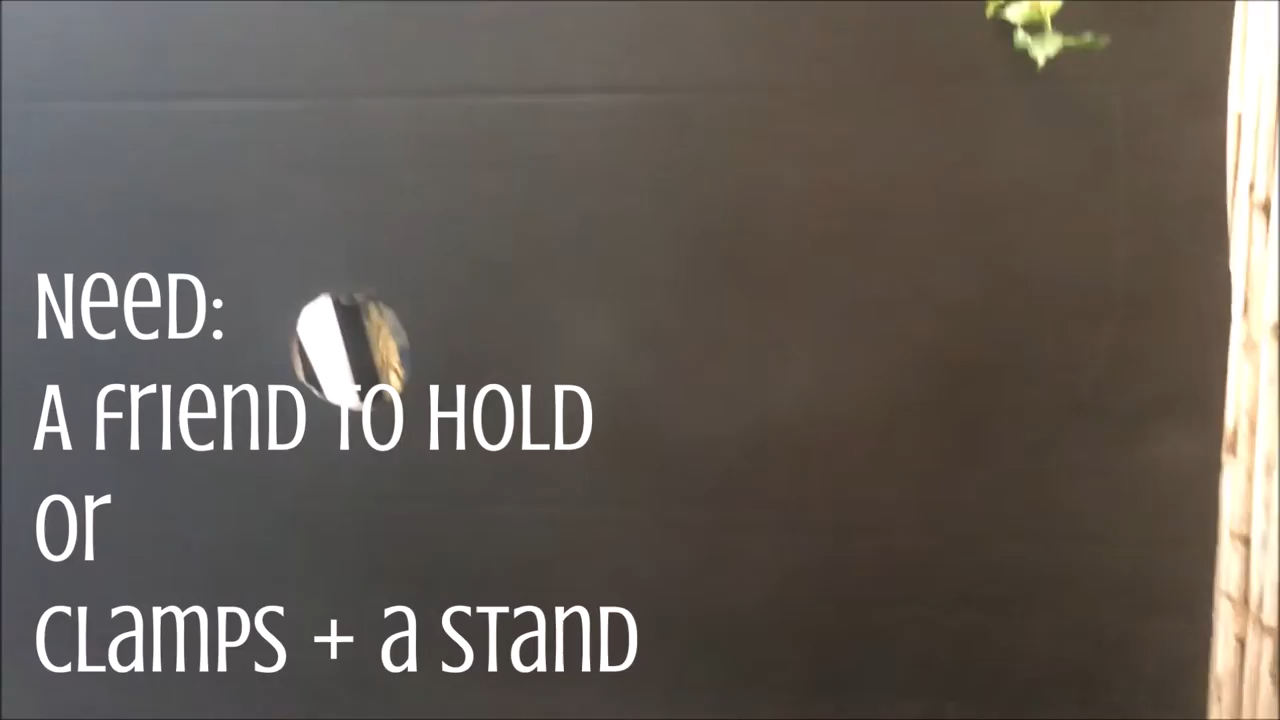 Need:
A friend to hold
or
clamps + a stand